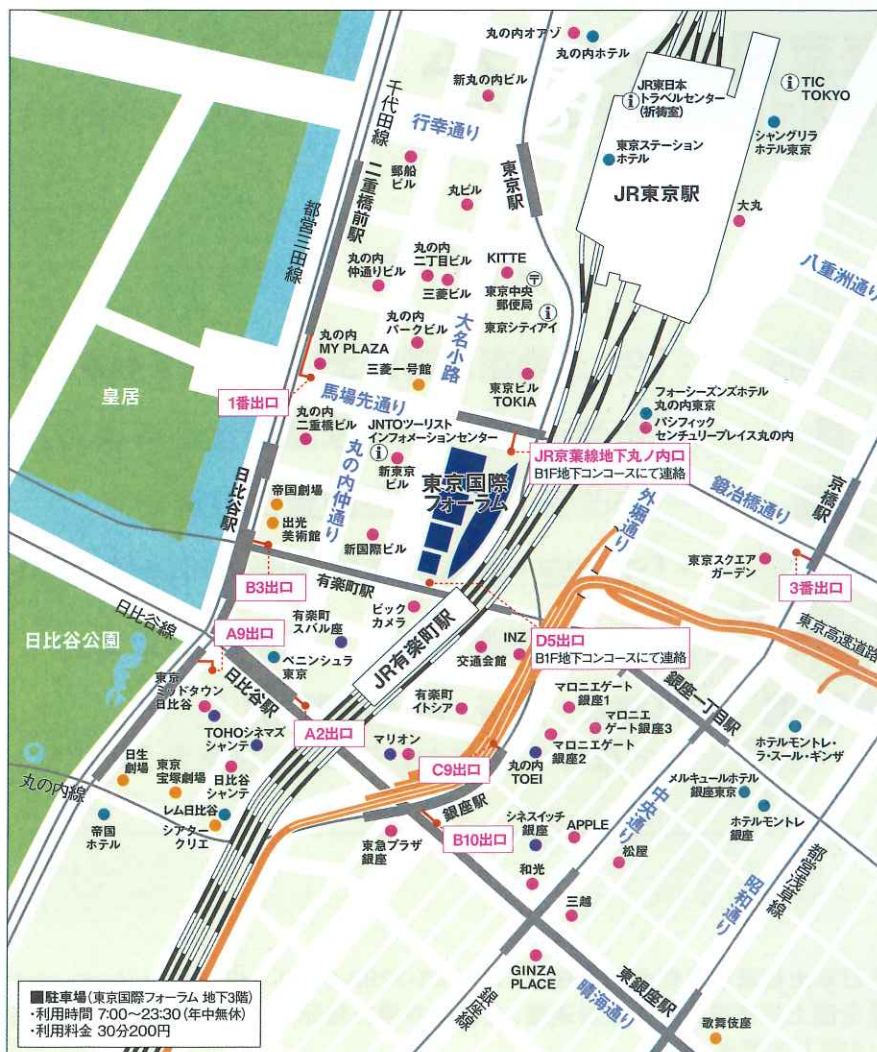 丸の内オアゾ
丸の内ホテル
新丸の内ビル
JR東日本
トラベルセンター
(祈祷室)
TIC
TOKYO
千代田線
行幸通り
東京ステーション
ホテル
シャングリラ
ホテル東京
郵船
ビル
二重橋前駅
東京駅
JR東京駅
丸ビル
大丸
都営三田線
丸の内
仲通りビル
丸の内
二丁目ビル
三菱ビル
KITTE
東京中央
郵便局
東京シティアイ
八重洲通り
丸の内
パークビル
大名小路
丸の内
MY PLAZA
三菱一号館
東京ビル
TOKIA
皇居
1番出口
馬場先通り
フォーシーズンズホテル
丸の内東京
パシフィック
センチュリープレイス丸の内
丸の内
二重橋ビル
JNTOツーリスト
インフォメーションセンター
JR京葉線地下丸ノ内口
B1F地下コンコースにて連絡
新東京
ビル
東京国際
フォーラム
丸の内仲通り
日比谷駅
帝国劇場
出光
美術館
新国際ビル
外堀通り
鍛冶橋通り
京橋駅
東京スクエア
ガーデン
B3出口
有楽町駅
3番出口
日比谷線
有楽町
スバル座
ビック
カメラ
JR有楽町駅
INZ
交通会館
D5出口
B1F地下コンコースにて連絡
東京高速道路
日比谷公園
A9出口
ペニンシュラ
東京
日比谷駅
東京
ミッドタウン
日比谷
有楽町
イトシア
マロニエゲート
銀座1
マロニエ
ゲート銀座3
マロニエゲート
銀座2
銀座一丁目駅
TOHOシネマズ
シャンテ
A2出口
マリオン
C9出口
丸の内
TOEI
ホテルモントレ・
ラ・スール・ギンザ
日生
劇場
東京
宝塚劇場
日比谷
シャンテ
丸の内線
メルキュールホテル
銀座東京
中央通り
帝国
ホテル
レム日比谷
シアター
クリエ
銀座駅
B10出口
シネスイッチ
銀座
APPLE
ホテルモントレ
銀座
東急プラザ
銀座
松屋
和光
昭和通り
都営浅草線
三越
GINZA
PLACE
東銀座駅
晴海通り
銀座線
歌舞伎座
■駐車場(東京国際フォーラム 地下3階)
・利用時間 7:00～23:30(年中無休)
・利用料金 30分200円